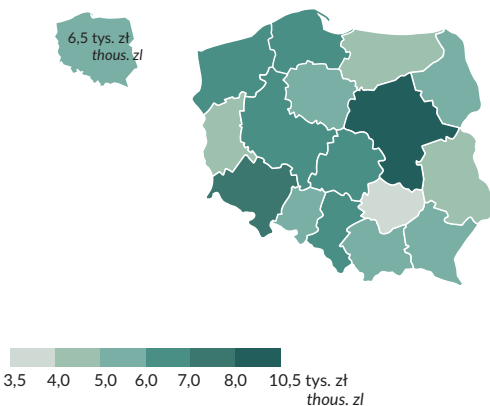 6,5 tys. zł
thous. zl
3,5 4,0 5,0 6,0 7,0 8,0 10,5 tys. zł
thous. zl